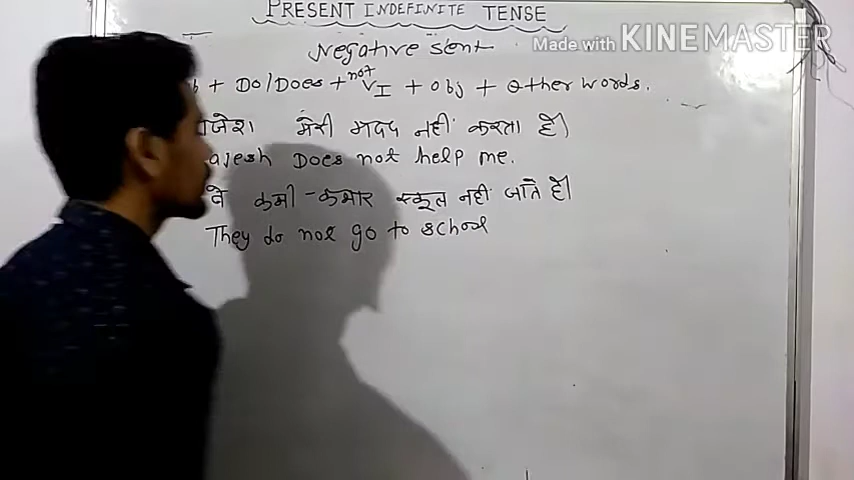 PRESENT INDEFINITE TENSE
Negative sent
Made with KINEMASTER
+ Do/Does + not VI + obj + Other words.
मेरी मदद नहीं करता है।
Does not help me.
वे कभी-कभार स्कूल नहीं जाते है।
They do not go to school